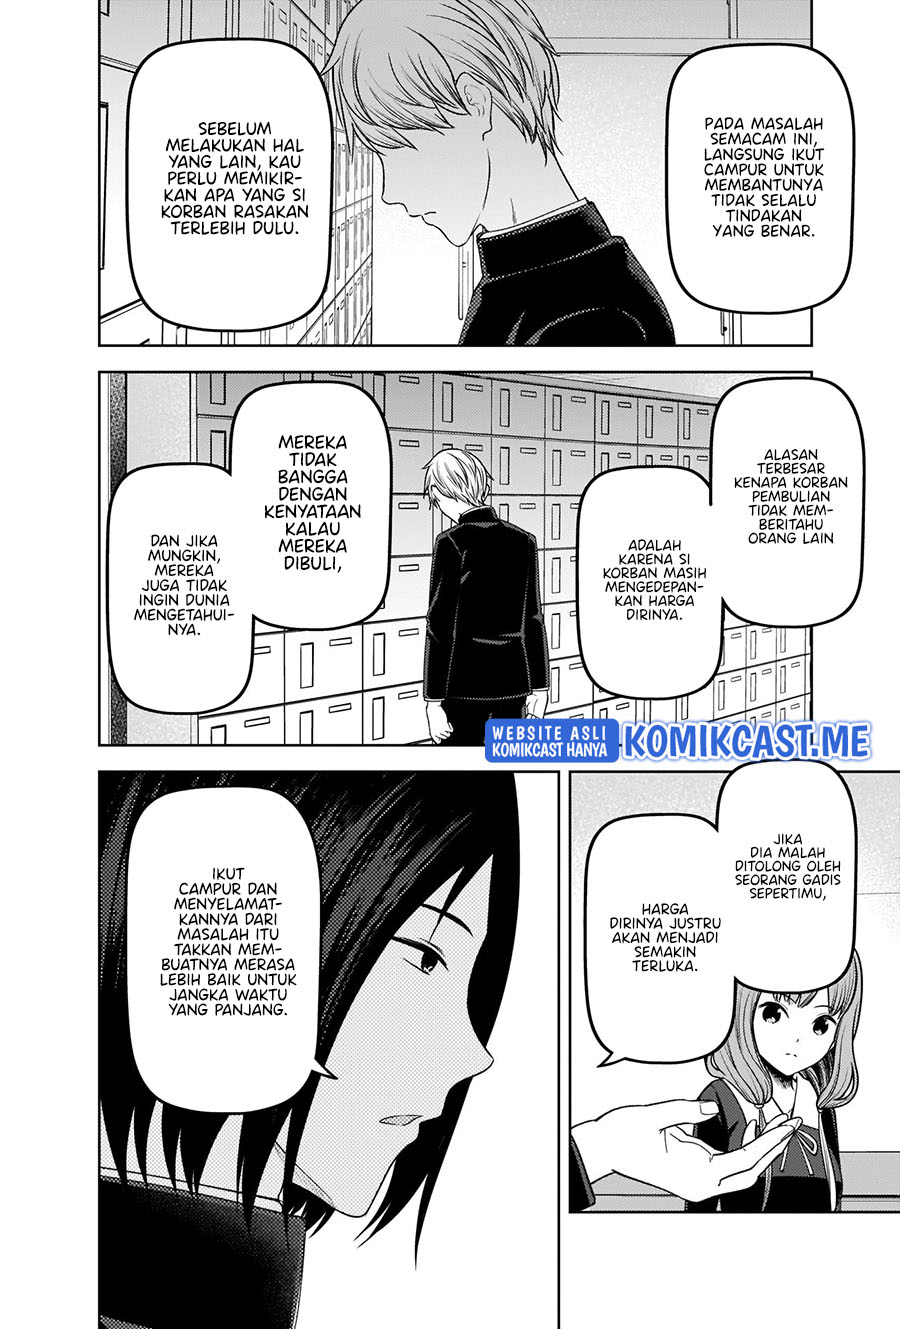 PADA MASALAH
SEMACAM INI,
LANGSUNG IKUT
CAMPUR UNTUK
MEMBANTUNYA
TIDAK SELALU
TINDAKAN
YANG BENAR.
SEBELUM
MELAKUKAN HAL
YANG LAIN, KAU
PERLU MEMIKIR-
KAN APA YANG SI
KORBAN RASAKAN
TERLEBIH DULU.
ALASAN
TERBESAR
KENAPA KORBAN
PEMBULIAN
TIDAK MEM-
BERITAHU
ORANG LAIN
ADALAH
KARENA SI
KORBAN MASIH
MENGEDEPAN-
KAN HARGA
DIRINYA.
MEREKA
TIDAK
BANGGA
DENGAN
KENYATAAN
KALAU
MEREKA
DIBULI,
DAN JIKA
MUNGKIN,
MEREKA
JUGA TIDAK
INGIN DUNIA
MENGETAHUI-
NYA.
WEBSITE ASLI
KOMIKCAST HANYA
KOMIKCAST.ME
JIKA
DIA MALAH
DITOLONG OLEH
SEORANG GADIS
SEPERTIMU,
HARGA
DIRINYA JUSTRU
AKAN MENJADI
SEMAKIN
TERLUKA.
IKUT
CAMPUR DAN
MENYELAMAT-
KANNYA DARI
MASALAH ITU
TAKKAN MEM-
BUATNYA MERASA
LEBIH BAIK UNTUK
JANGKA WAKTU
YANG PANJANG.